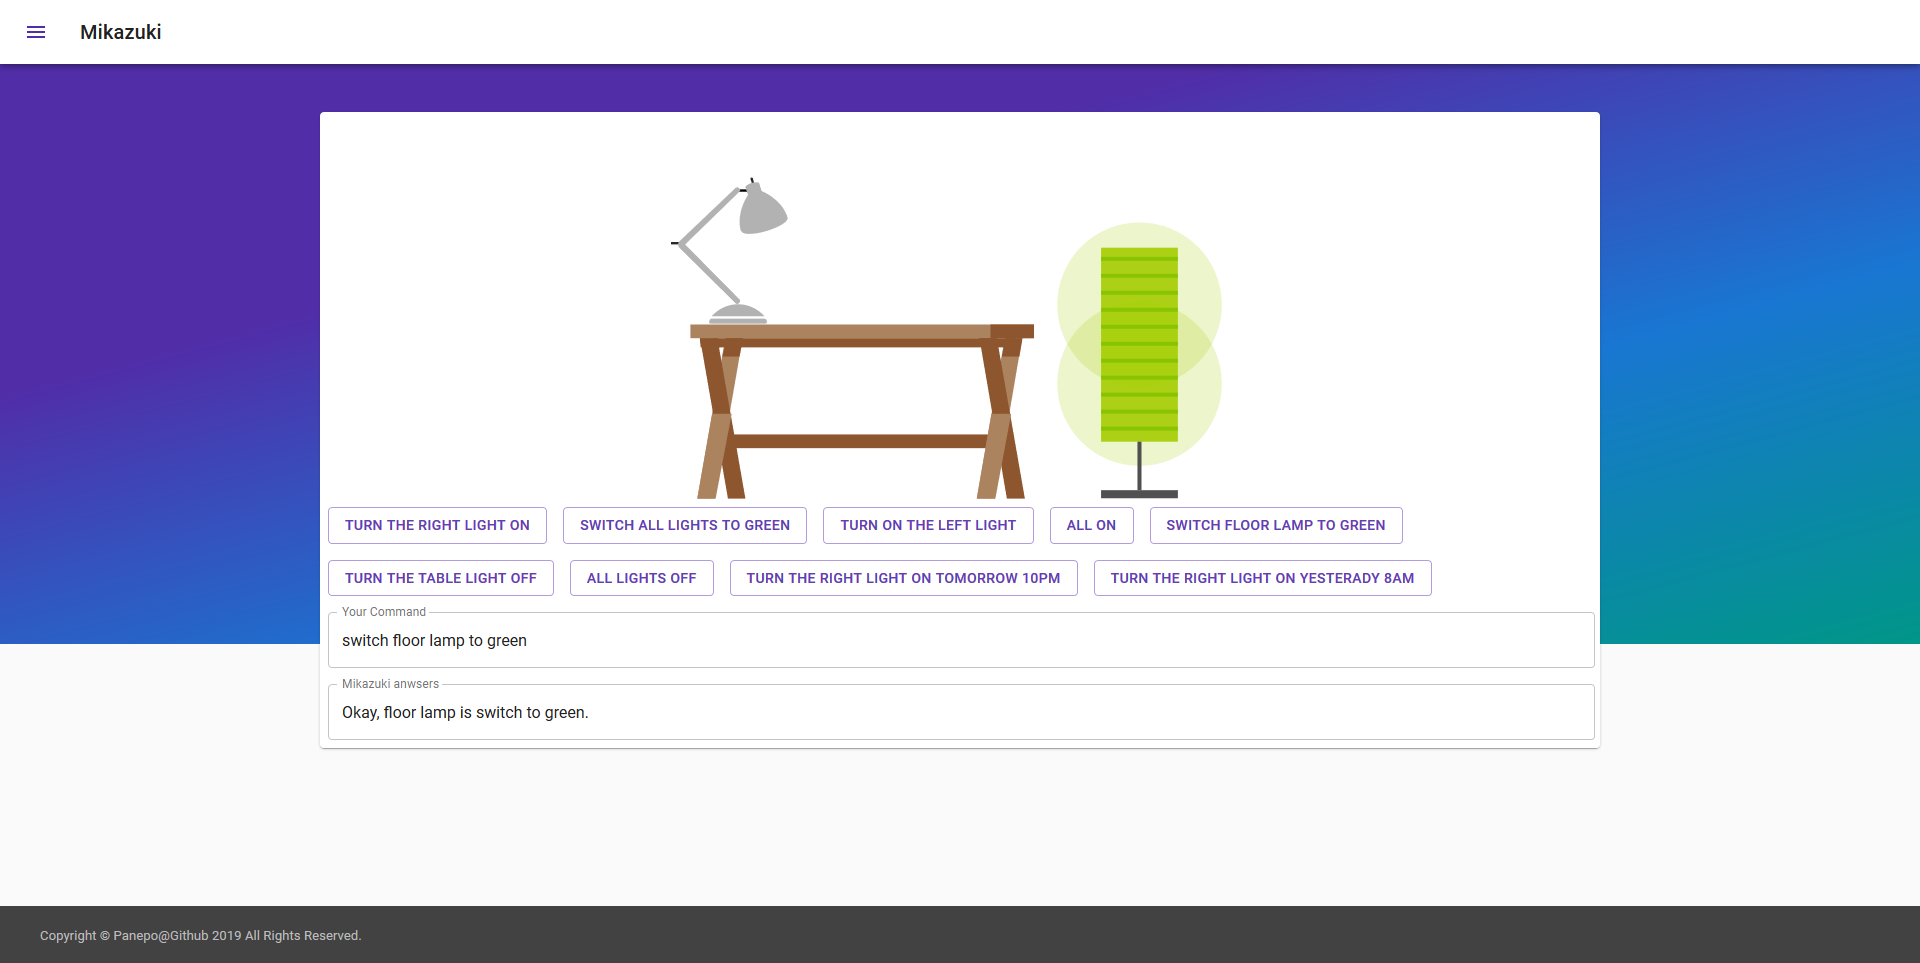 Mikazuki
TURN THE RIGHT LIGHT ON
SWITCH ALL LIGHTS TO GREEN
TURN ON THE LEFT LIGHT
ALL ON
SWITCH FLOOR LAMP TO GREEN
TURN THE TABLE LIGHT OFF
ALL LIGHTS OFF
TURN THE RIGHT LIGHT ON TOMORROW 10PM
TURN THE RIGHT LIGHT ON YESTERADY 8AM
Your Command
switch floor lamp to green
Mikazuki anwsers
Okay, floor lamp is switch to green.
Copyright © Panepo@Github 2019 All Rights Reserved.